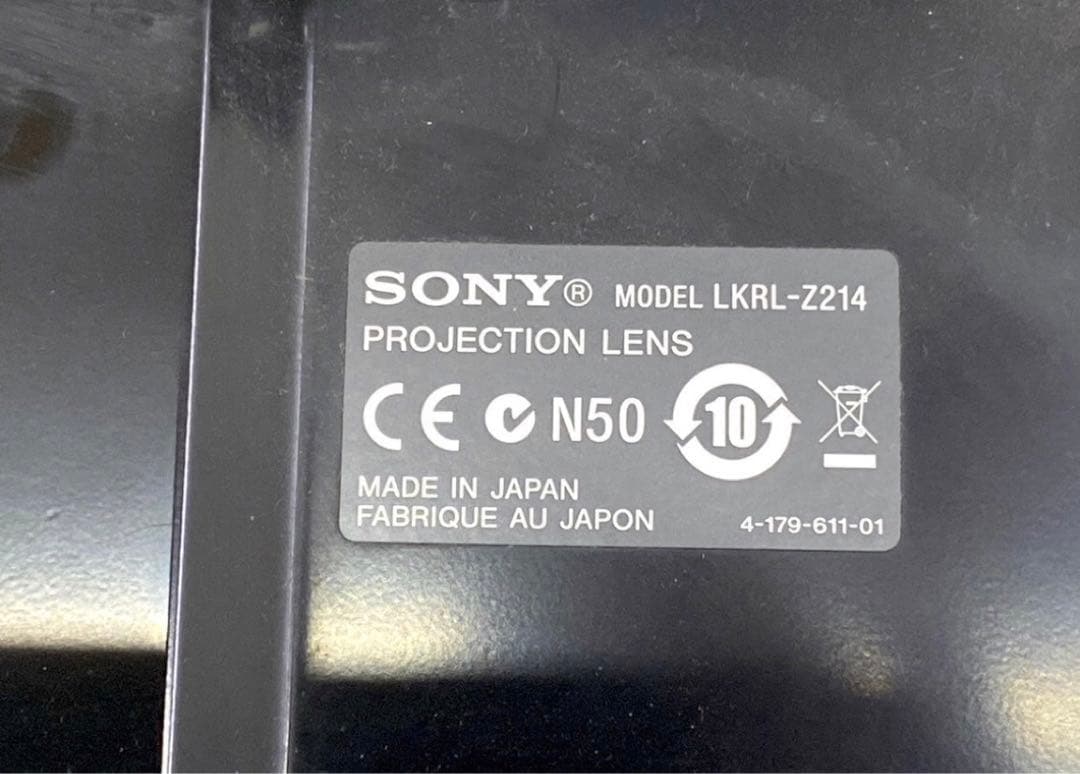 SONY® MODEL LKRL-Z214
PROJECTION LENS
CE N50 10
MADE IN JAPAN
FABRIQUE AU JAPON 4-179-611-01